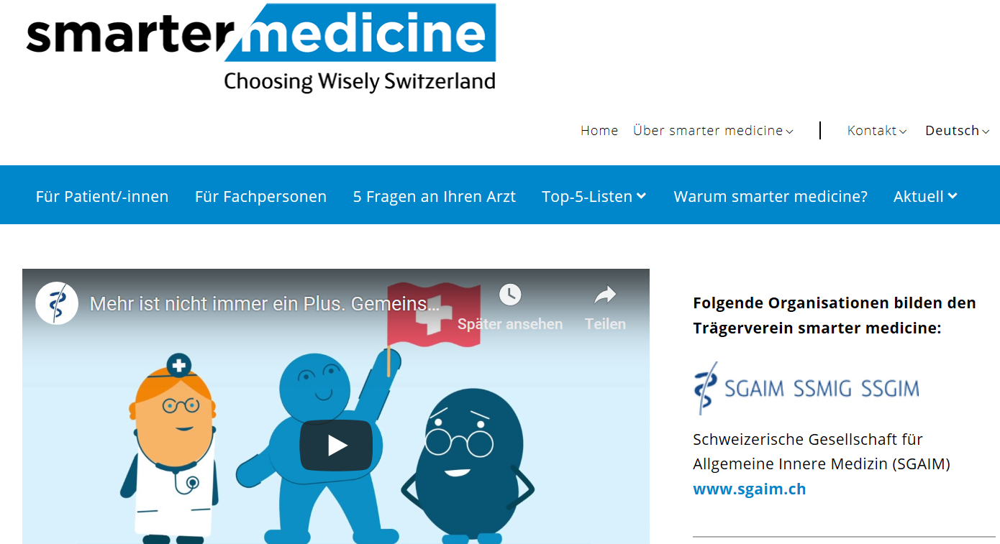 smartermedicine
Choosing Wisely Switzerland
Home Über smarter medicine Kontakt Deutsch
Für Patient/-innen Für Fachpersonen 5 Fragen an Ihren Arzt Top-5-Listen Warum smarter medicine? Aktuell
Mehr ist nicht immer ein Plus. Gemeins...
Später ansehen Teilen
Folgende Organisationen bilden den
Trägerverein smarter medicine:
SGAIM SSMIG SSGIM
Schweizerische Gesellschaft für
Allgemeine Innere Medizin (SGAIM)
www.sgaim.ch